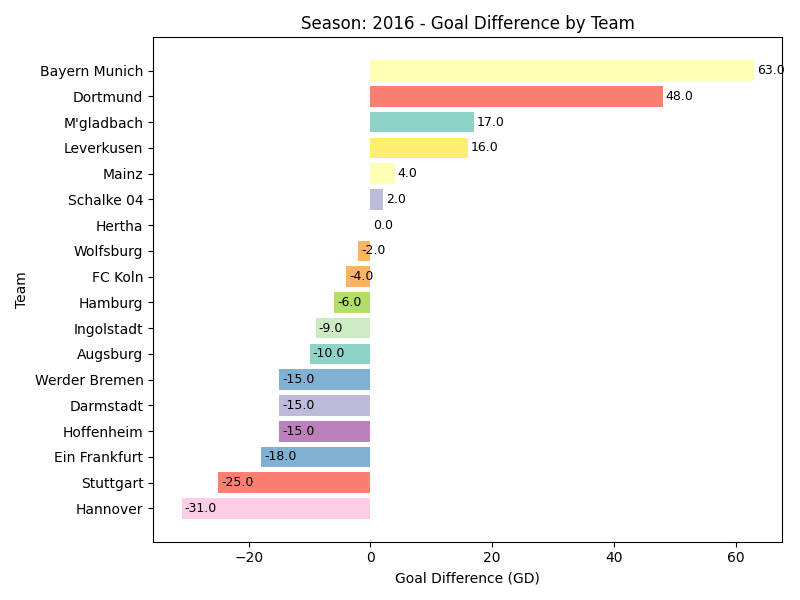 Season: 2016 - Goal Difference by Team
Bayern Munich 63.0
Dortmund 48.0
M'gladbach 17.0
Leverkusen 16.0
Mainz 4.0
Schalke 04 2.0
Hertha 0.0
Wolfsburg -2.0
FC Koln -4.0
Hamburg -6.0
Ingolstadt -9.0
Augsburg -10.0
Werder Bremen -15.0
Darmstadt -15.0
Hoffenheim -15.0
Ein Frankfurt -18.0
Stuttgart -25.0
Hannover -31.0
Team
−20 0 20 40 60
Goal Difference (GD)